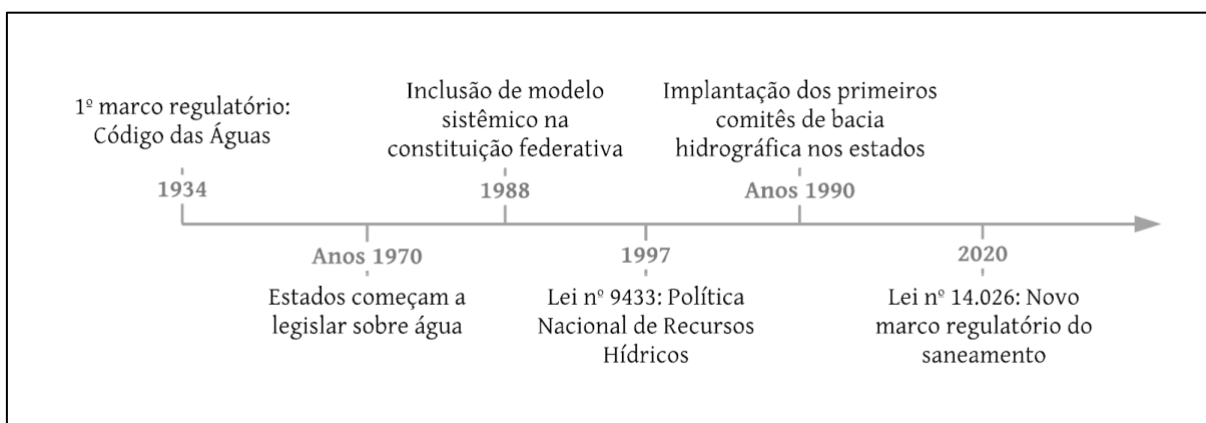 1º marco regulatório:
Código das Águas
1934
Anos 1970
Estados começam a
legislar sobre água
Inclusão de modelo
sistêmico na
constituição federativa
1988
1997
Lei nº 9433: Política
Nacional de Recursos
Hídricos
Implantação dos primeiros
comitês de bacia
hidrográfica nos estados
Anos 1990
2020
Lei nº 14.026: Novo
marco regulatório do
saneamento